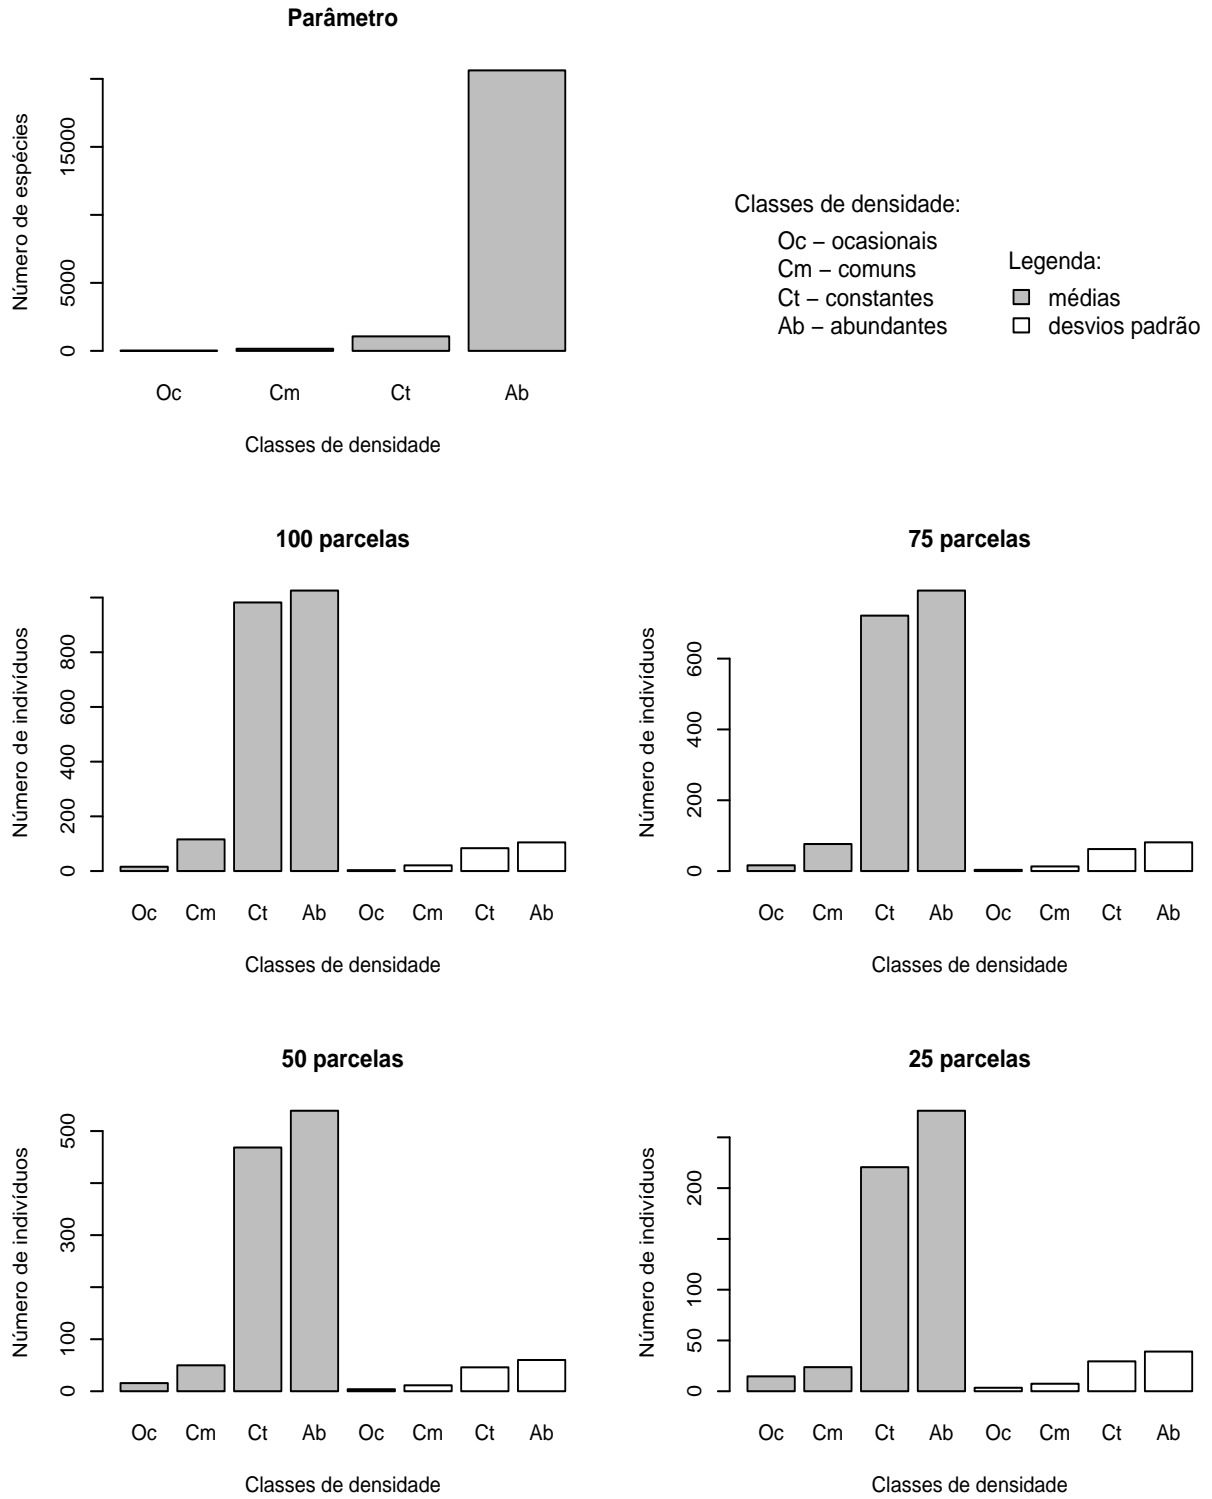 Parâmetro
Número de espécies
0
5000
15000
Oc Cm Ct Ab
Classes de densidade
Classes de densidade:
Oc – ocasionais
Cm – comuns
Ct – constantes
Ab – abundantes
Legenda:
médias
desvios padrão
100 parcelas
Número de indivíduos
0
200
400
600
800
Oc Cm Ct Ab Oc Cm Ct Ab
Classes de densidade
75 parcelas
Número de indivíduos
0
200
400
600
Oc Cm Ct Ab Oc Cm Ct Ab
Classes de densidade
50 parcelas
Número de indivíduos
0
100
300
500
Oc Cm Ct Ab Oc Cm Ct Ab
Classes de densidade
25 parcelas
Número de indivíduos
0
50
100
200
Oc Cm Ct Ab Oc Cm Ct Ab
Classes de densidade